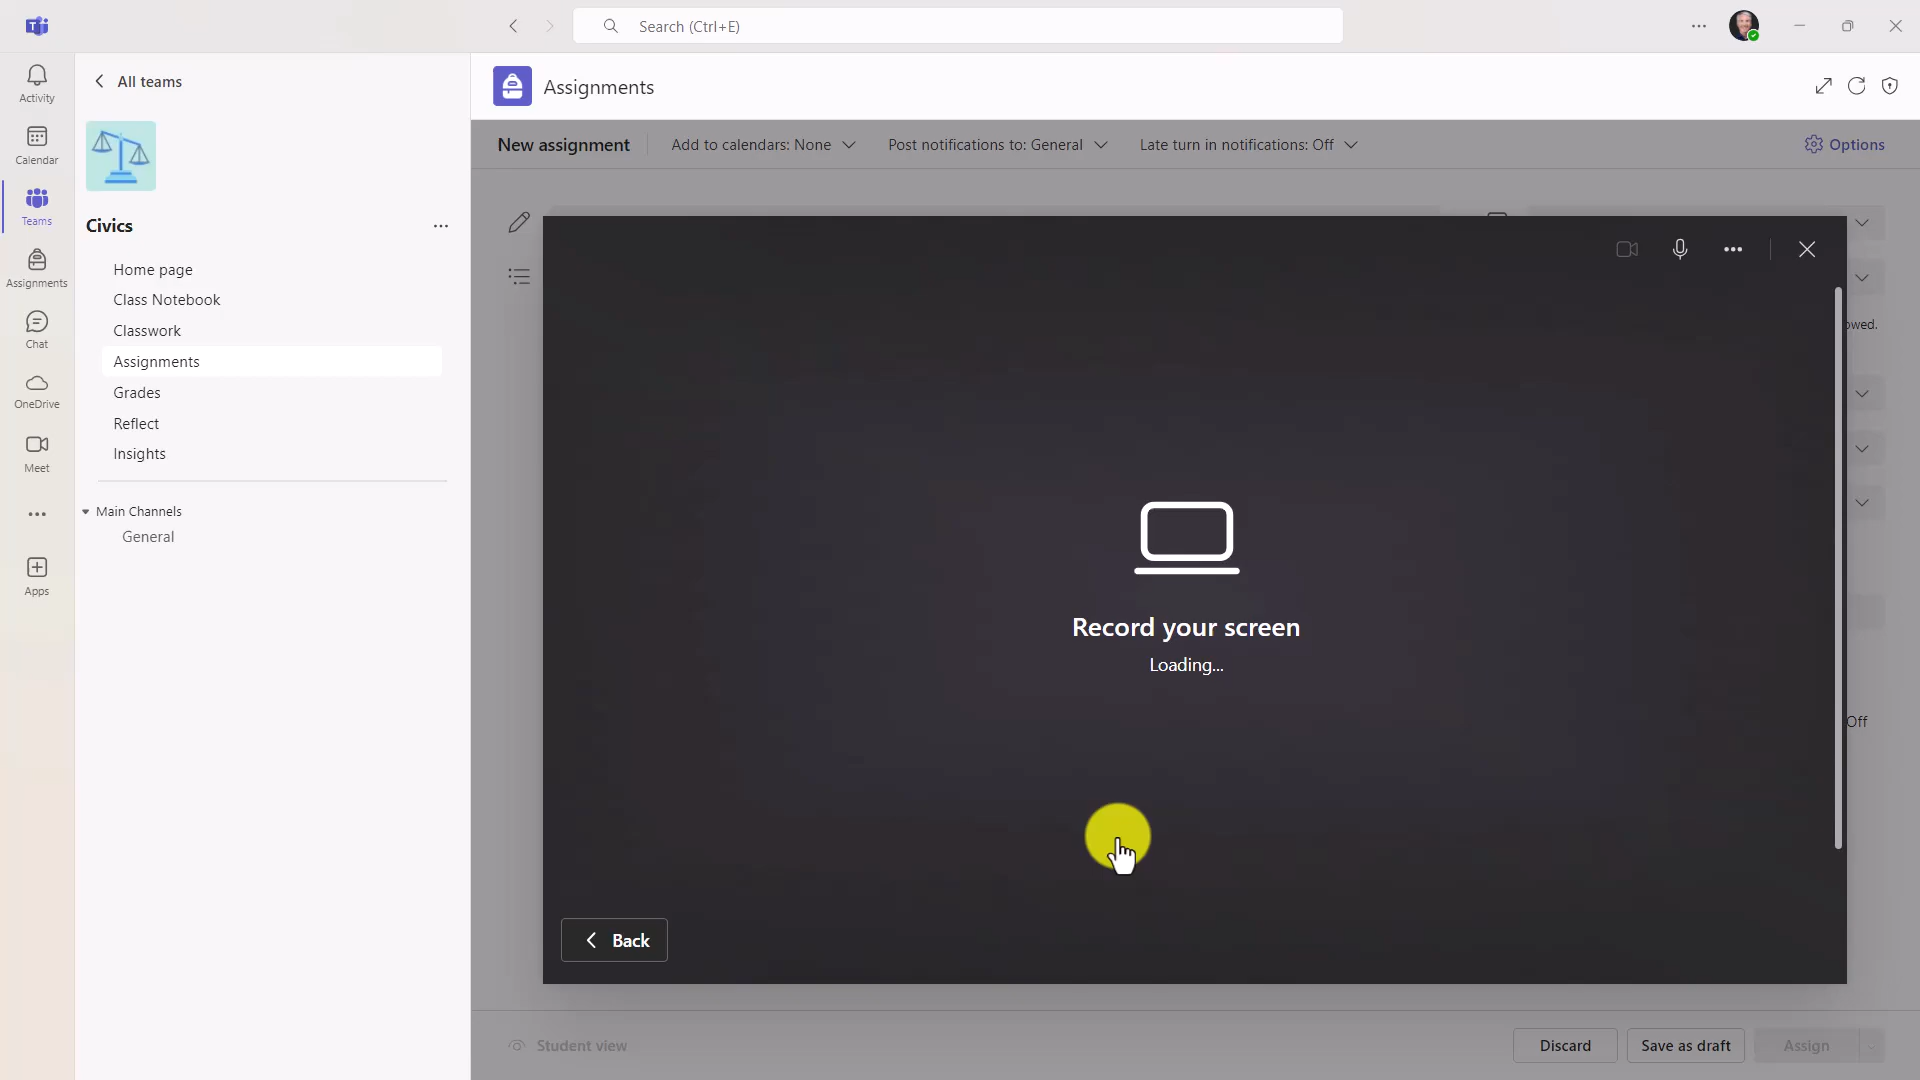 Search (Ctrl+E)
Activity
Calendar
Teams
Assignments
Chat
OneDrive
Meet
Apps
All teams
Civics
Home page
Class Notebook
Classwork
Assignments
Grades
Reflect
Insights
Main Channels
General
Assignments
New assignment
Add to calendars: None
Post notifications to: General
Late turn in notifications: Off
Options
Record your screen
Loading...
Off
Back
Student view
Discard
Save as draft
Assign